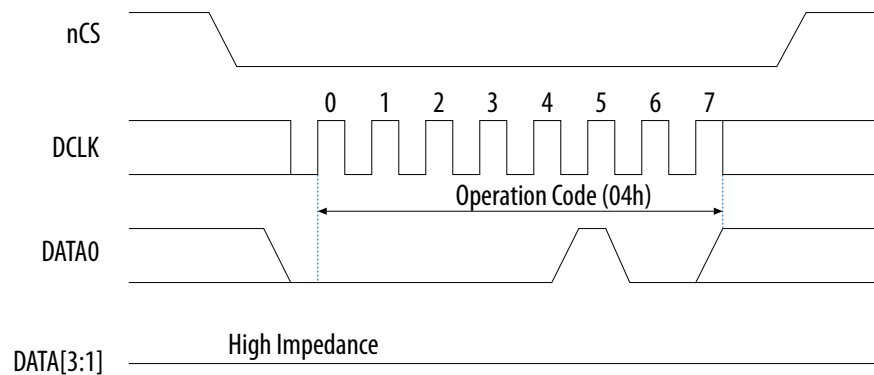 nCS
0 1 2 3 4 5 6 7
DCLK
Operation Code (04h)
DATA0
High Impedance
DATA[3:1]